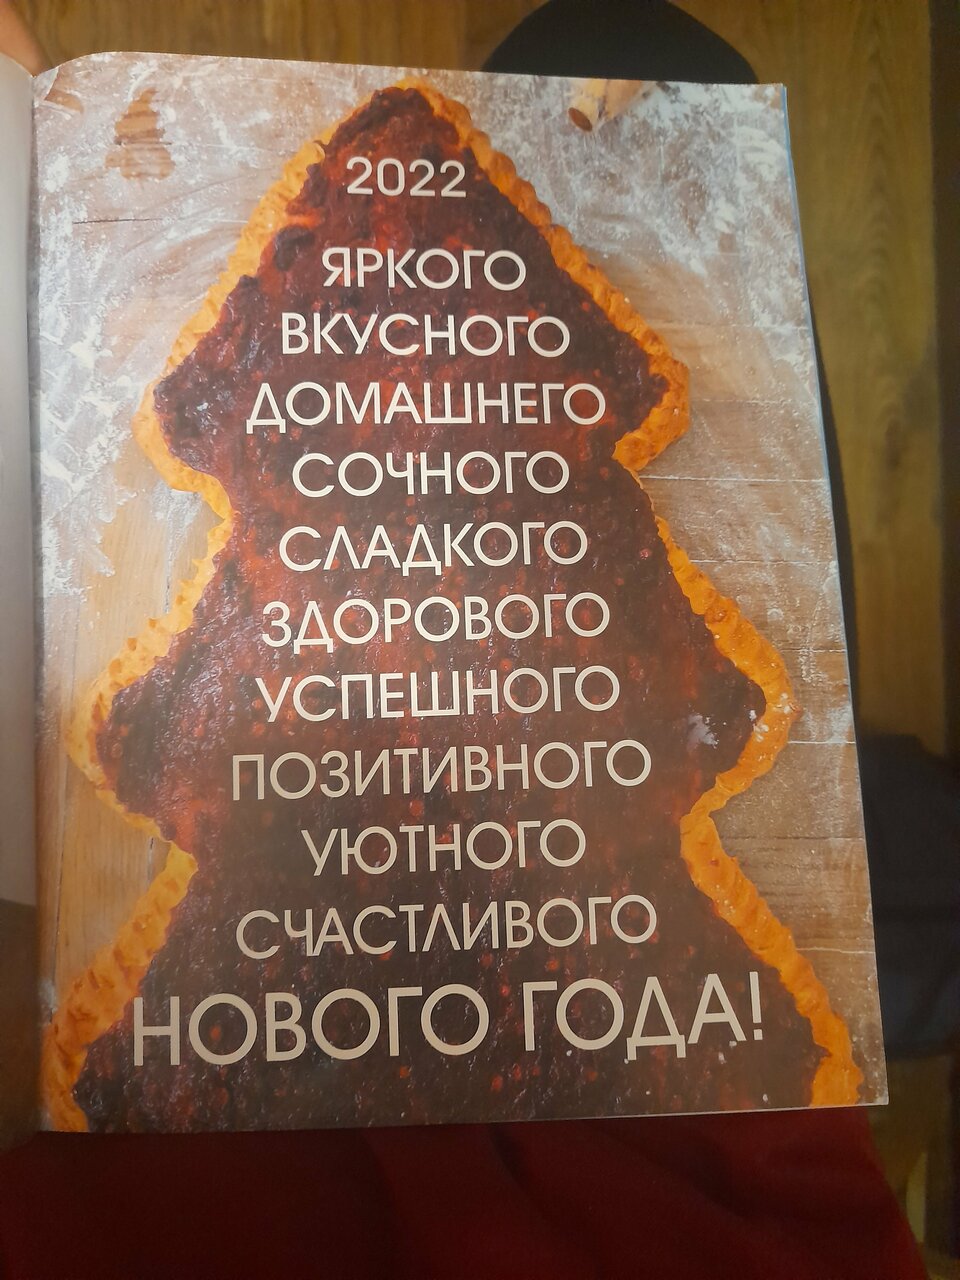 2022
ЯРКОГО
ВКУСНОГО
ДОМАШНЕГО
СОЧНОГО
СЛАДКОГО
ЗДОРОВОГО
УСПЕШНОГО
ПОЗИТИВНОГО
УЮТНОГО
СЧАСТЛИВОГО
НОВОГО ГОДА!